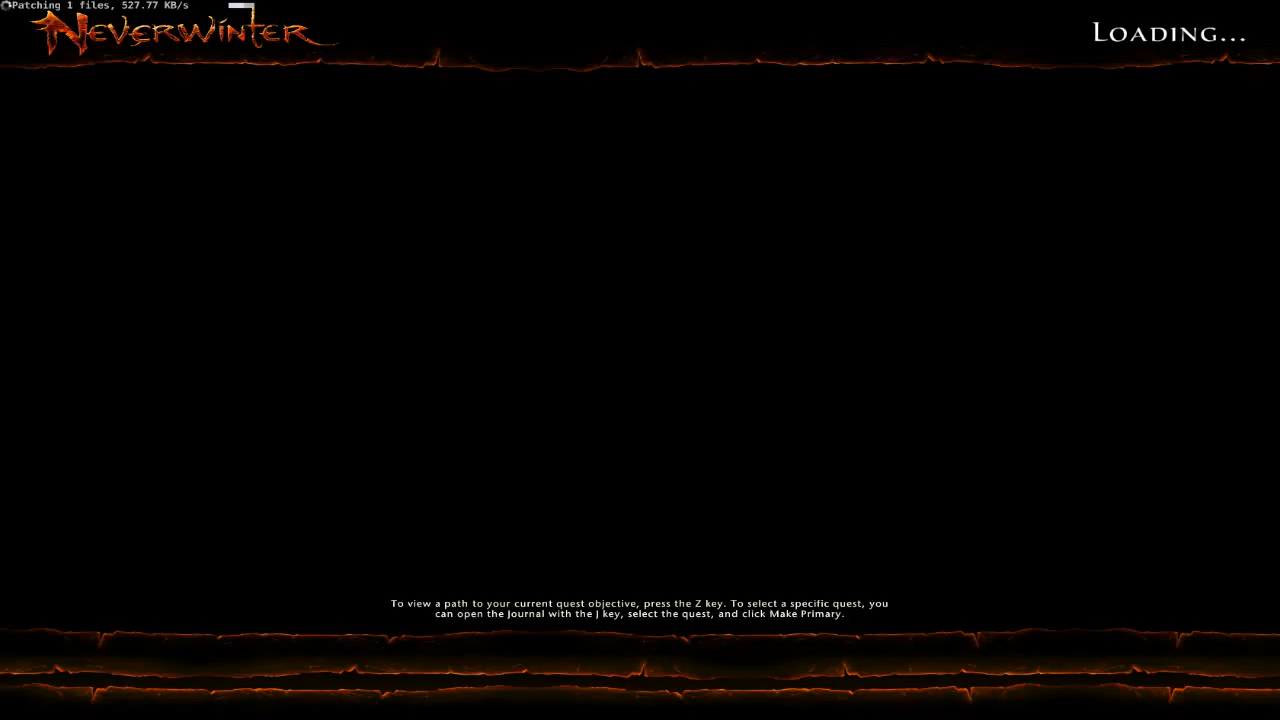 Patching 1 files, 527.77 KB/s
NEVERWINTER
LOADING...
To view a path to your current quest objective, press the Z key. To select a specific quest, you
can open the Journal with the J key, select the quest, and click Make Primary.